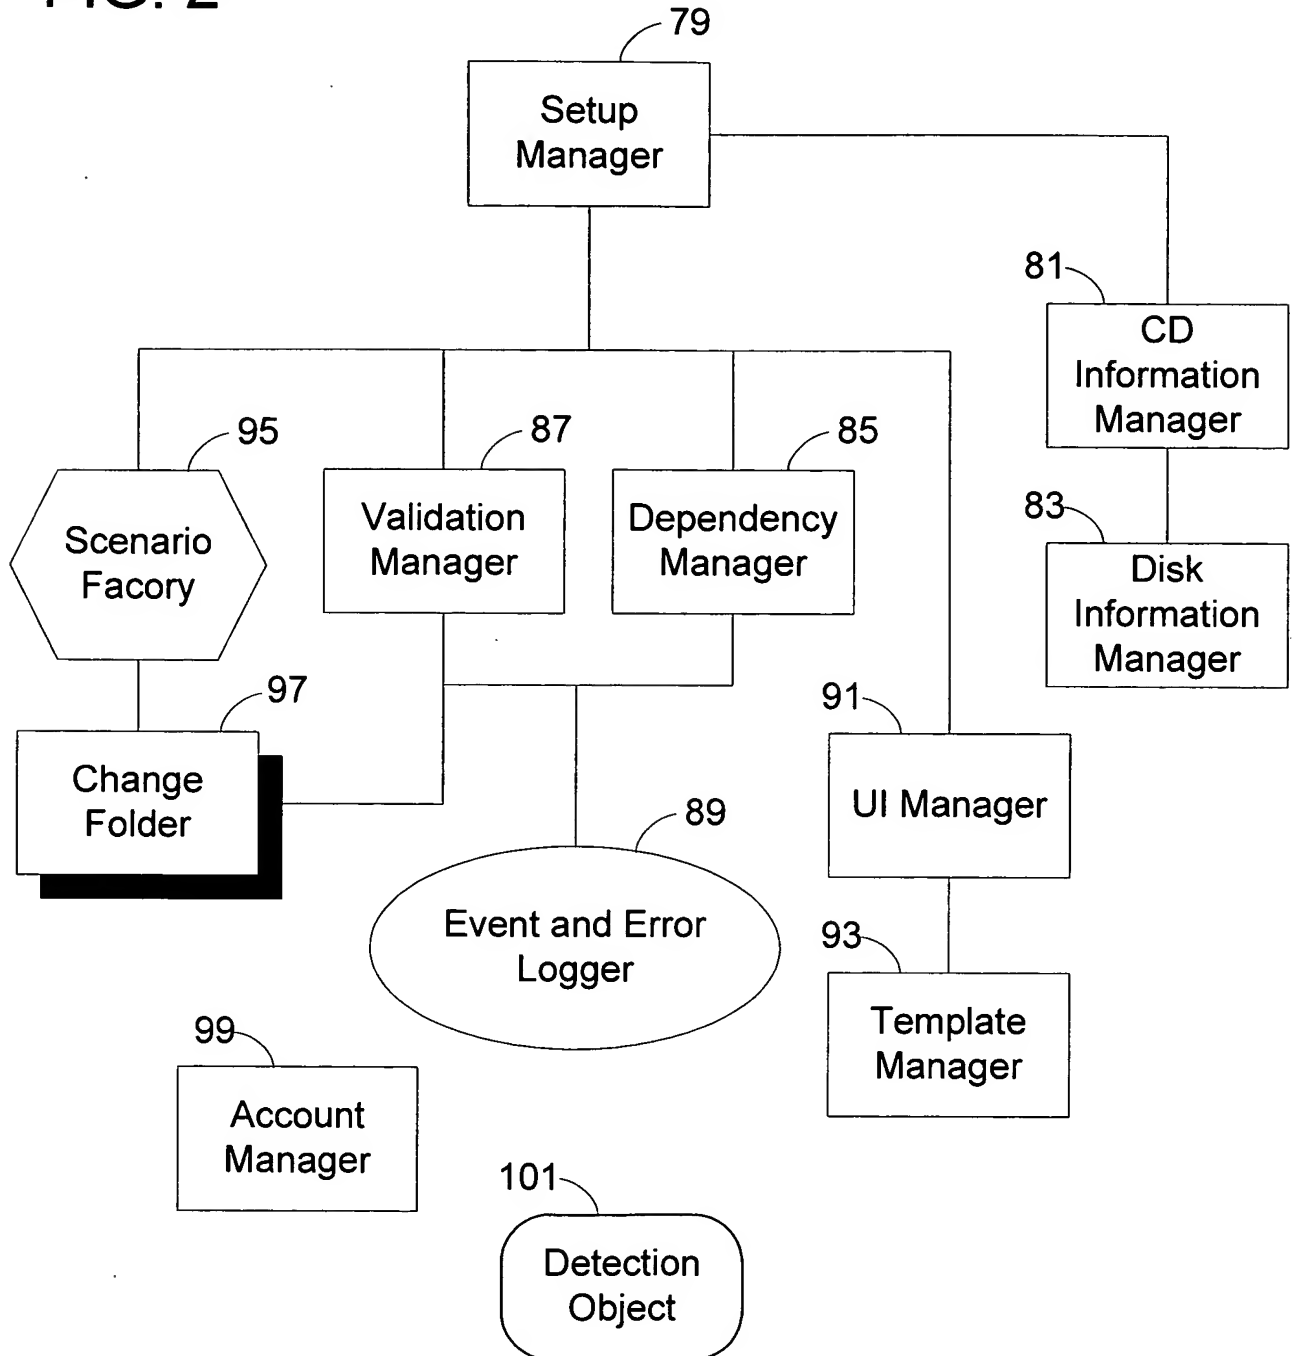 FIG. 2
79
Setup
Manager
81
CD
Information
Manager
95
87
85
Scenario
Facory
Validation
Manager
Dependency
Manager
83
Disk
Information
Manager
97
Change
Folder
91
UI Manager
89
Event and Error
Logger
93
Template
Manager
99
Account
Manager
101
Detection
Object